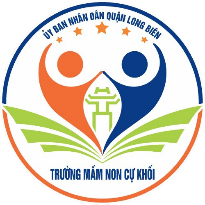 ỦY BAN NHÂN DÂN QUẬN LONG BIÊN
TRƯỜNG MẦM NON CỰ KHỐI